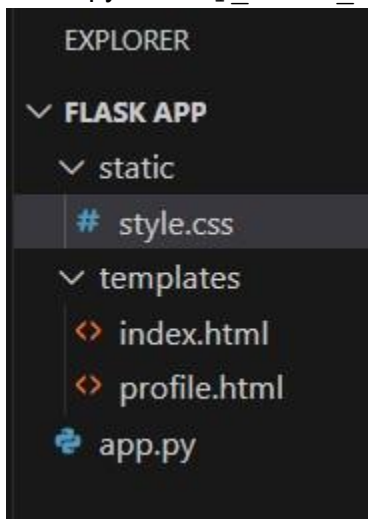 EXPLORER
FLASK APP
static
# style.css
templates
<> index.html
<> profile.html
app.py